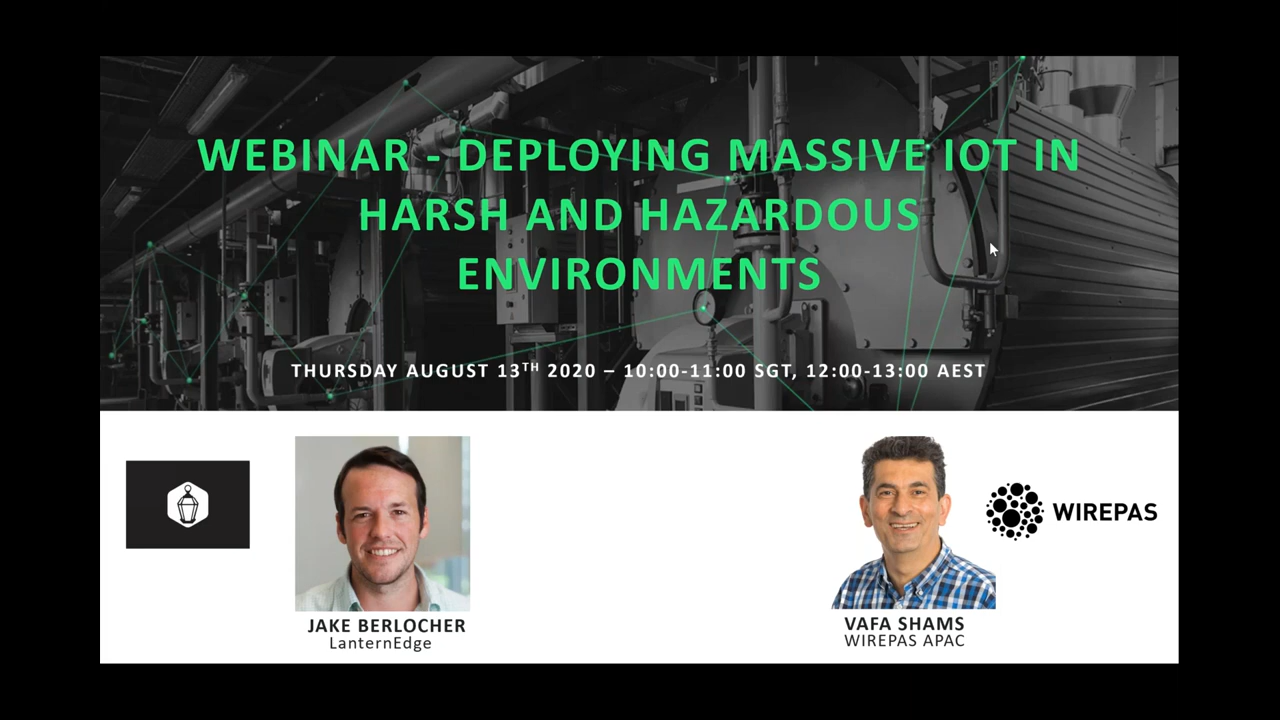 WEBINAR - DEPLOYING MASSIVE IOT IN
HARSH AND HAZARDOUS
ENVIRONMENTS
THURSDAY AUGUST 13TH 2020 – 10:00-11:00 SGT, 12:00-13:00 AEST
WIREPAS
JAKE BERLOCHER
LanternEdge
VAFA SHAMS
WIREPAS APAC